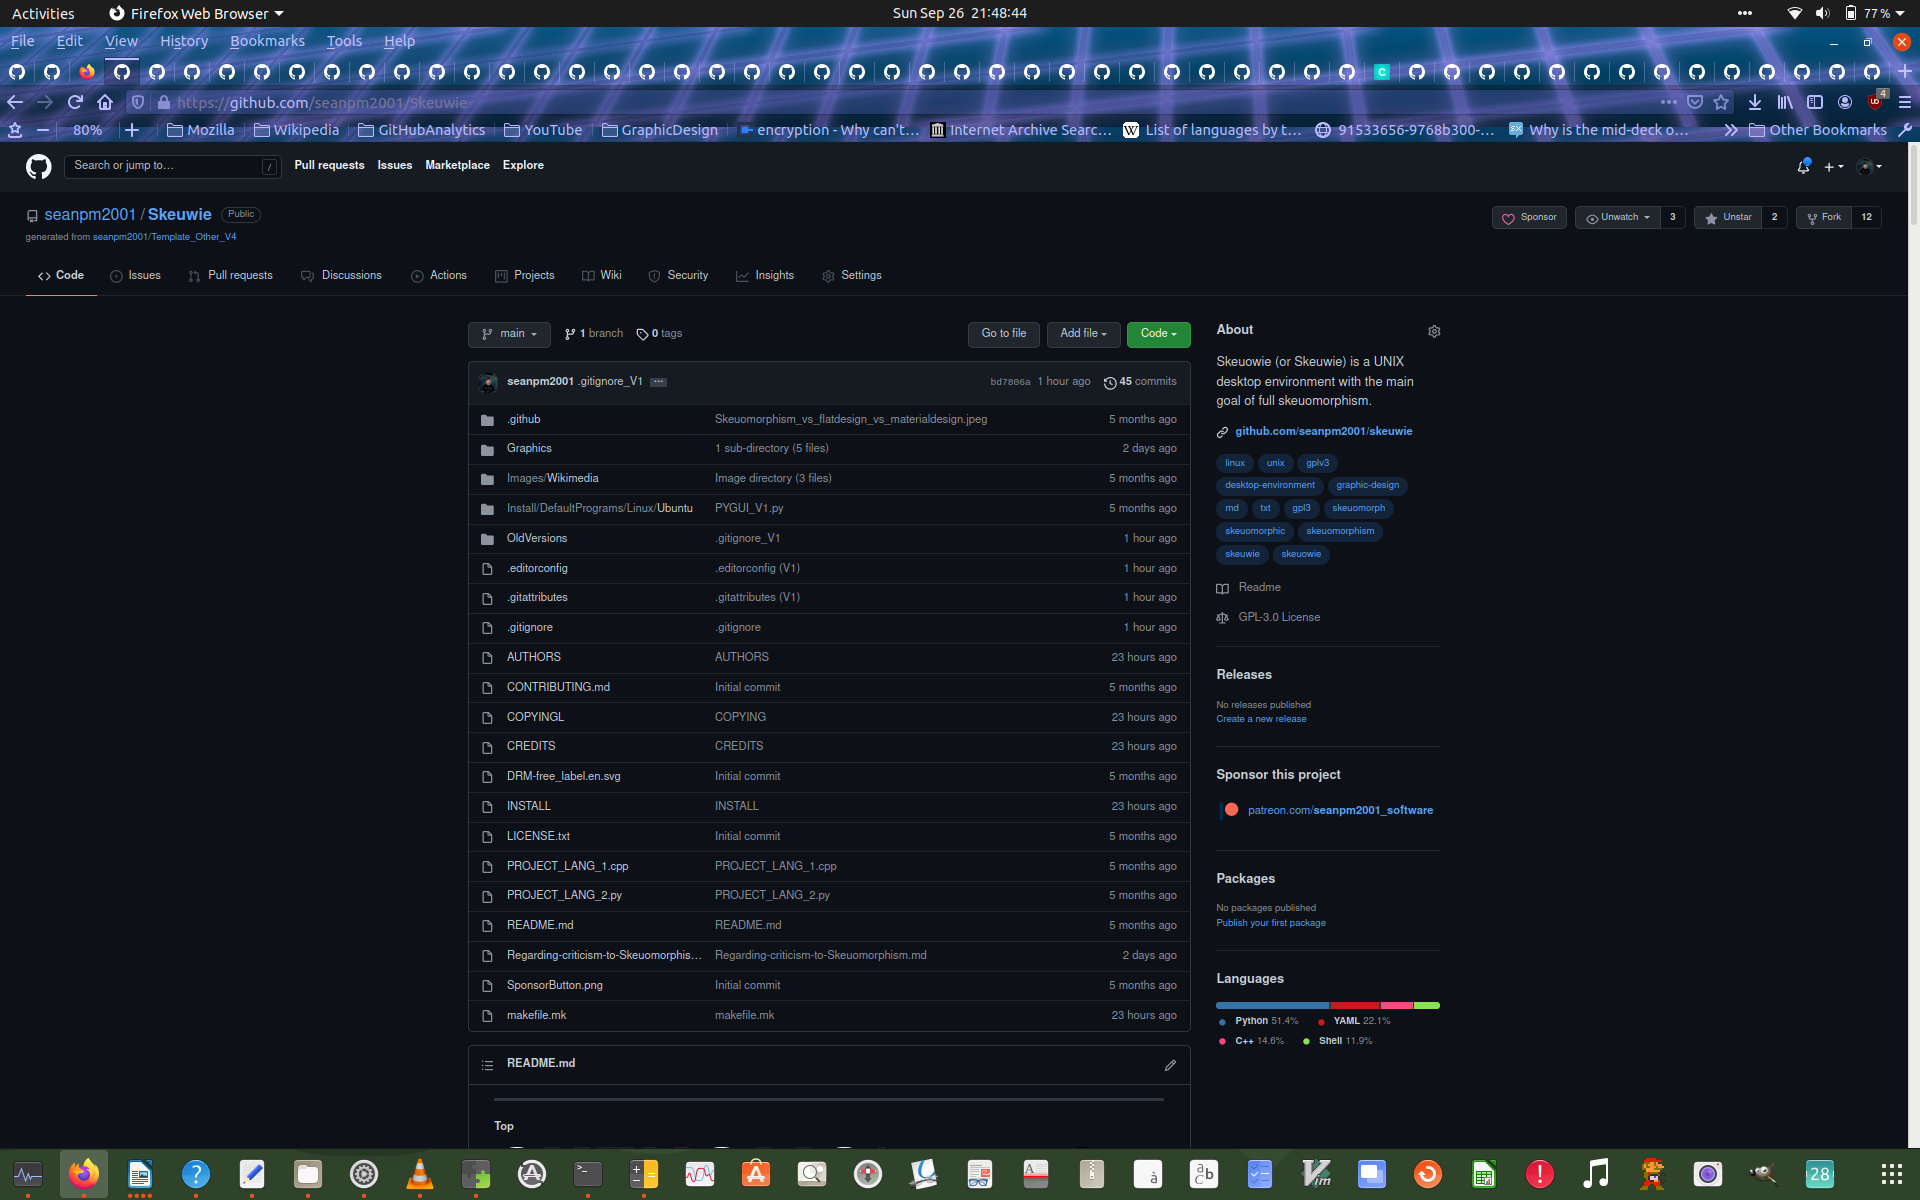 Activities Firefox Web Browser Sun Sep 26 21:48:44 77 %
File Edit View History Bookmarks Tools Help
https://github.com/seanpm2001/Skeuwie
80% Mozilla Wikipedia GitHubAnalytics YouTube GraphicDesign encryption - Why can't… Internet Archive Searc… List of languages by t… 91533656-9768b300-… Why is the mid-deck o… Other Bookmarks
Search or jump to… / Pull requests Issues Marketplace Explore
seanpm2001 / Skeuwie Public
Sponsor Unwatch 3 Unstar 2 Fork 12
generated from seanpm2001/Template_Other_V4
Code Issues Pull requests Discussions Actions Projects Wiki Security Insights Settings
main 1 branch 0 tags Go to file Add file Code
seanpm2001 .gitignore_V1 ··· bd7806a 1 hour ago 45 commits
.github Skeuomorphism_vs_flatdesign_vs_materialdesign.jpeg 5 months ago
Graphics 1 sub-directory (5 files) 2 days ago
Images/Wikimedia Image directory (3 files) 5 months ago
Install/DefaultPrograms/Linux/Ubuntu PYGUI_V1.py 5 months ago
OldVersions .gitignore_V1 1 hour ago
.editorconfig .editorconfig (V1) 1 hour ago
.gitattributes .gitattributes (V1) 1 hour ago
.gitignore .gitignore 1 hour ago
AUTHORS AUTHORS 23 hours ago
CONTRIBUTING.md Initial commit 5 months ago
COPYINGL COPYING 23 hours ago
CREDITS CREDITS 23 hours ago
DRM-free_label.en.svg Initial commit 5 months ago
INSTALL INSTALL 23 hours ago
LICENSE.txt Initial commit 5 months ago
PROJECT_LANG_1.cpp PROJECT_LANG_1.cpp 5 months ago
PROJECT_LANG_2.py PROJECT_LANG_2.py 5 months ago
README.md README.md 5 months ago
Regarding-criticism-to-Skeuomorphis… Regarding-criticism-to-Skeuomorphism.md 2 days ago
SponsorButton.png Initial commit 5 months ago
makefile.mk makefile.mk 23 hours ago
README.md
Top
About
Skeuowie (or Skeuwie) is a UNIX
desktop environment with the main
goal of full skeuomorphism.
github.com/seanpm2001/skeuwie
linux unix gplv3
desktop-environment graphic-design
md txt gpl3 skeuomorph
skeuomorphic skeuomorphism
skeuwie skeuowie
Readme
GPL-3.0 License
Releases
No releases published
Create a new release
Sponsor this project
patreon.com/seanpm2001_software
Packages
No packages published
Publish your first package
Languages
Python 51.4% YAML 22.1%
C++ 14.6% Shell 11.9%
28